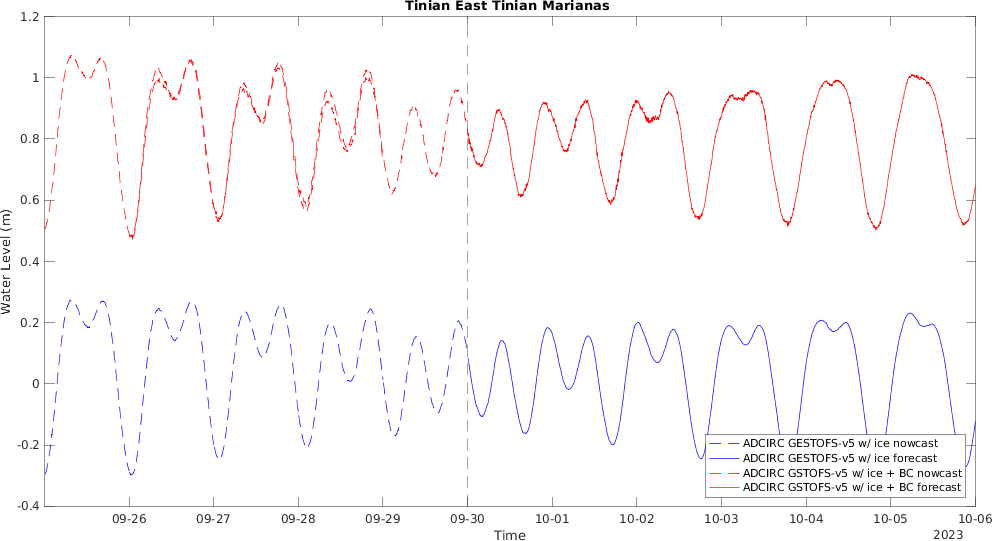 Tinian East Tinian Marianas
1.2
1
0.8
0.6
0.4
0.2
0
-0.2
-0.4
Water Level (m)
ADCIRC GESTOFS-v5 w/ ice nowcast
ADCIRC GESTOFS-v5 w/ ice forecast
ADCIRC GSTOFS-v5 w/ ice + BC nowcast
ADCIRC GSTOFS-v5 w/ ice + BC forecast
09-26 09-27 09-28 09-29 09-30 10-01 10-02 10-03 10-04 10-05 10-06
Time
2023